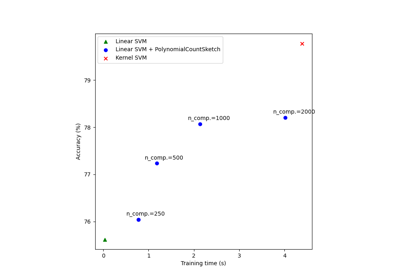 Linear SVM
Linear SVM + PolynomialCountSketch
Kernel SVM
79
78
77
76
Accuracy (%)
n_comp.=2000
n_comp.=1000
n_comp.=500
n_comp.=250
0
1
2
3
4
Training time (s)